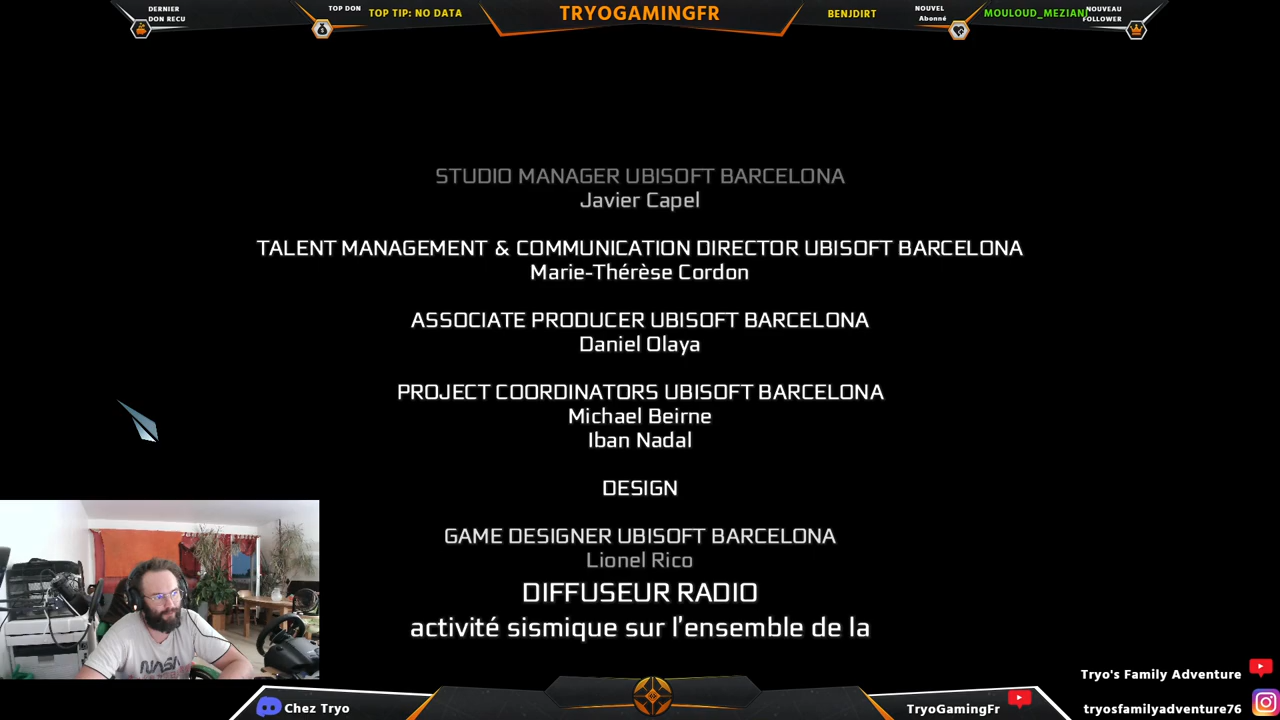 DERNIER
DON RECU
TOP DON
TOP TIP: NO DATA
TRYOGAMINGFR
BENJDIRT
NOUVEL
Abonné
MOULOUD_MEZIANI
NOUVEAU
FOLLOWER
STUDIO MANAGER UBISOFT BARCELONA
Javier Capel
TALENT MANAGEMENT & COMMUNICATION DIRECTOR UBISOFT BARCELONA
Marie-Thérèse Cordon
ASSOCIATE PRODUCER UBISOFT BARCELONA
Daniel Olaya
PROJECT COORDINATORS UBISOFT BARCELONA
Michael Beirne
Iban Nadal
DESIGN
GAME DESIGNER UBISOFT BARCELONA
Lionel Rico
DIFFUSEUR RADIO
activité sismique sur l'ensemble de la
NASA
Tryo's Family Adventure
Chez Tryo
TryoGamingFr
tryosfamilyadventure76